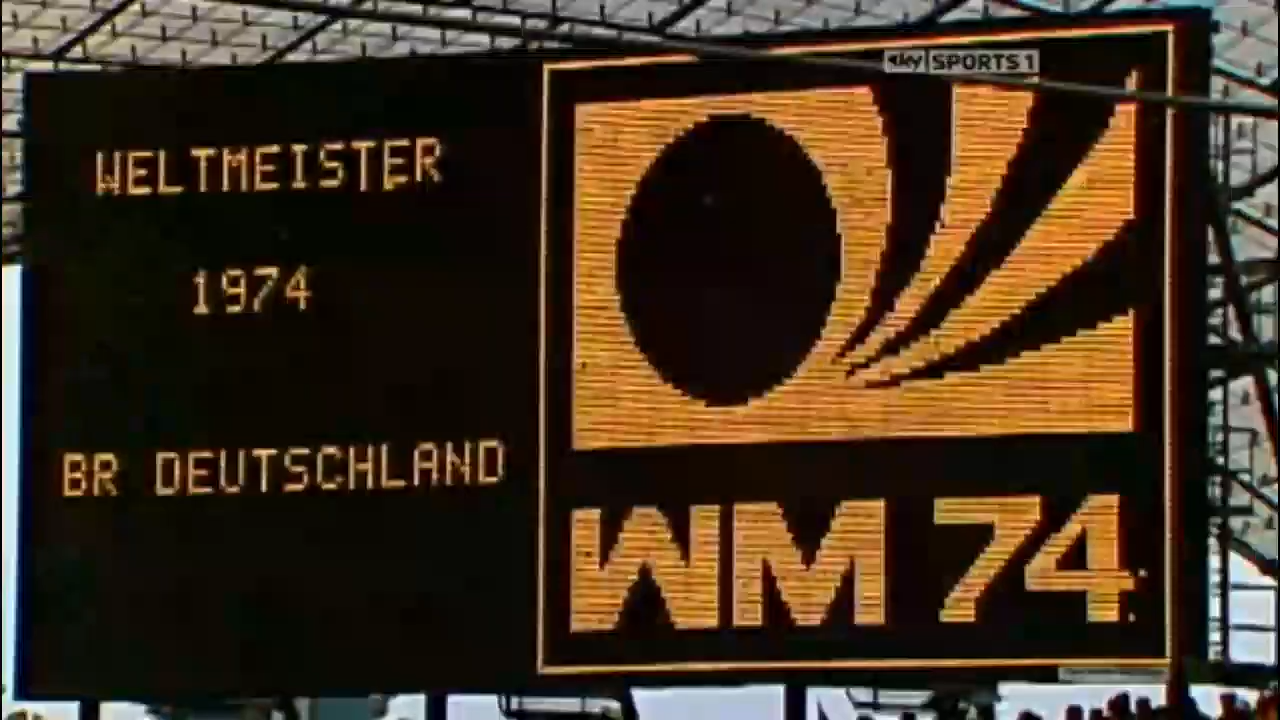 sky SPORTS 1
WELTMEISTER
1974
BR DEUTSCHLAND
WM 74